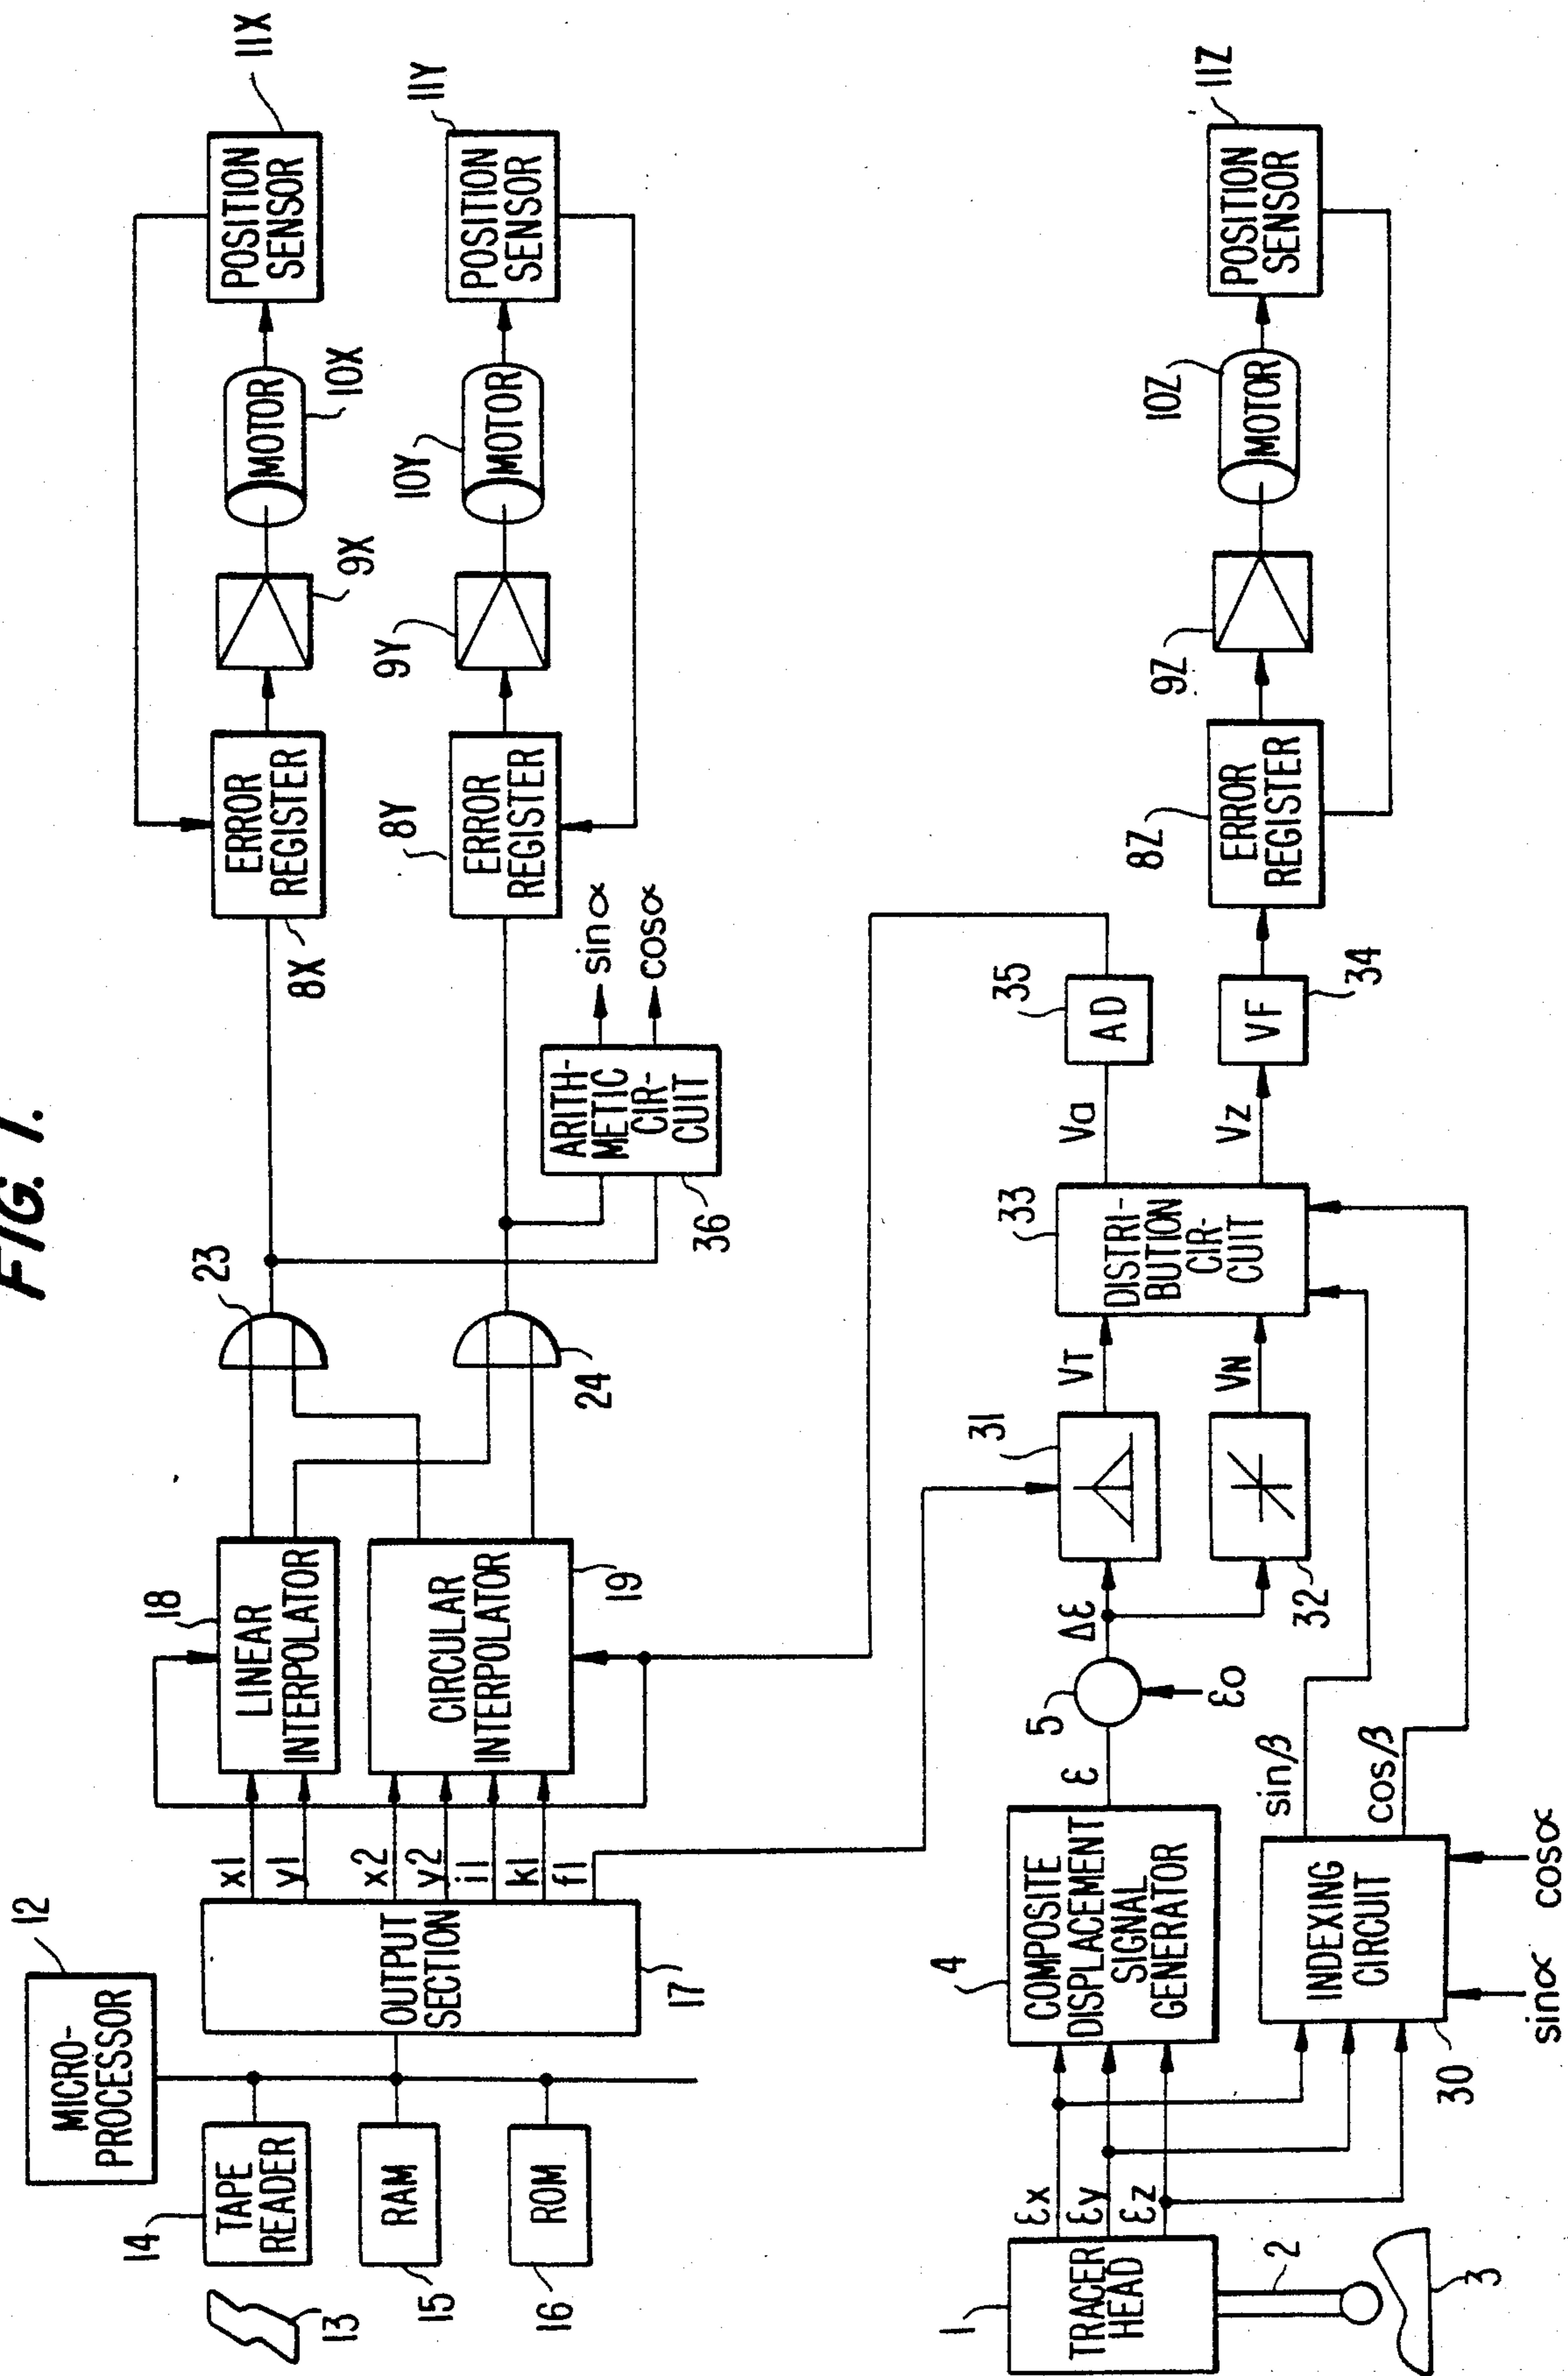 FIG. 1.
12
MICRO-
PROCESSOR
13
14
TAPE
READER
15
RAM
16
ROM
OUTPUT
SECTION
17
x1
y1
x2
y2
i1
k1
f1
18
LINEAR
INTERPOLATOR
CIRCULAR
INTERPOLATOR
19
23
24
ARITH-
METIC
CIR-
CUIT
36
sinα
cosα
8X
ERROR
REGISTER
9X
MOTOR
10X
POSITION
SENSOR
11X
8Y
ERROR
REGISTER
9Y
MOTOR
10Y
POSITION
SENSOR
11Y
1
TRACER
HEAD
2
3
εx
εy
εz
4
COMPOSITE
DISPLACEMENT
SIGNAL
GENERATOR
ε
5
ε0
Δε
INDEXING
CIRCUIT
30
sinα
cosα
sinβ
cosβ
31
32
VT
VN
33
DISTRI-
BUTION
CIR-
CUIT
Va
VZ
35
AD
VF
34
8Z
ERROR
REGISTER
9Z
MOTOR
10Z
POSITION
SENSOR
11Z